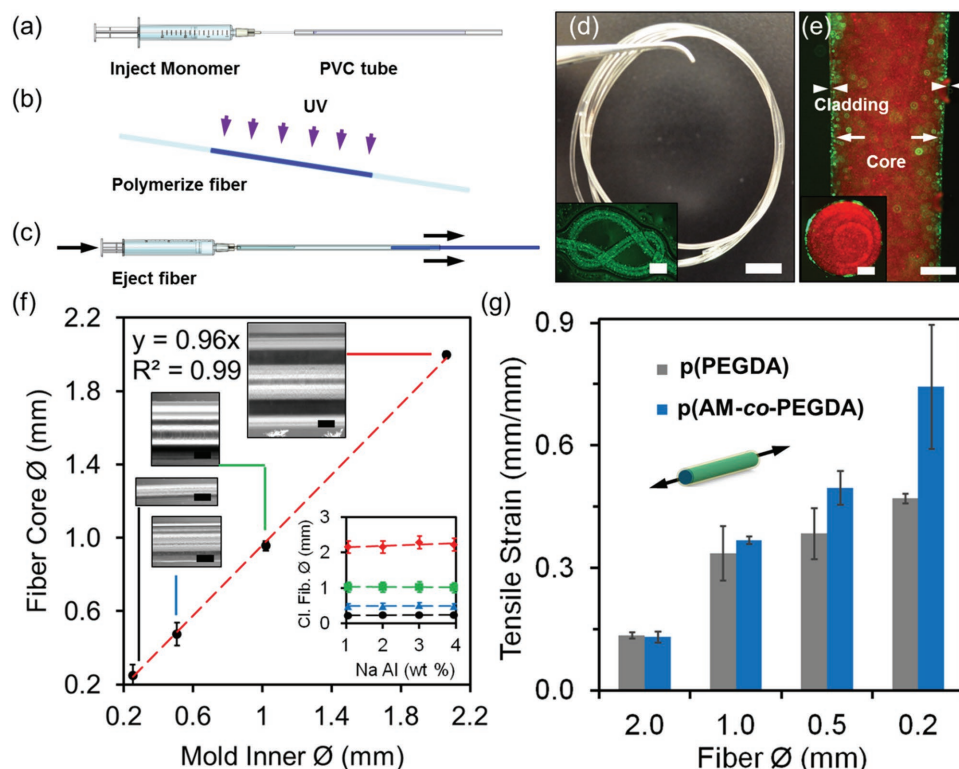 (a)
Inject Monomer
PVC tube
(b)
UV
Polymerize fiber
(c)
Eject fiber
(d)
(e)
Cladding
Core
(f)
y = 0.96x
R² = 0.99
Fiber Core Ø (mm)
2.2
1.8
1.4
1.0
0.6
0.2
0.2
0.6
1
1.4
1.8
2.2
Mold Inner Ø (mm)
Cl. Fib. Ø (mm)
3
2
1
0
1
2
3
4
Na Al (wt %)
(g)
Tensile Strain (mm/mm)
0.9
0.6
0.3
0.0
p(PEGDA)
p(AM-co-PEGDA)
2.0
1.0
0.5
0.2
Fiber Ø (mm)